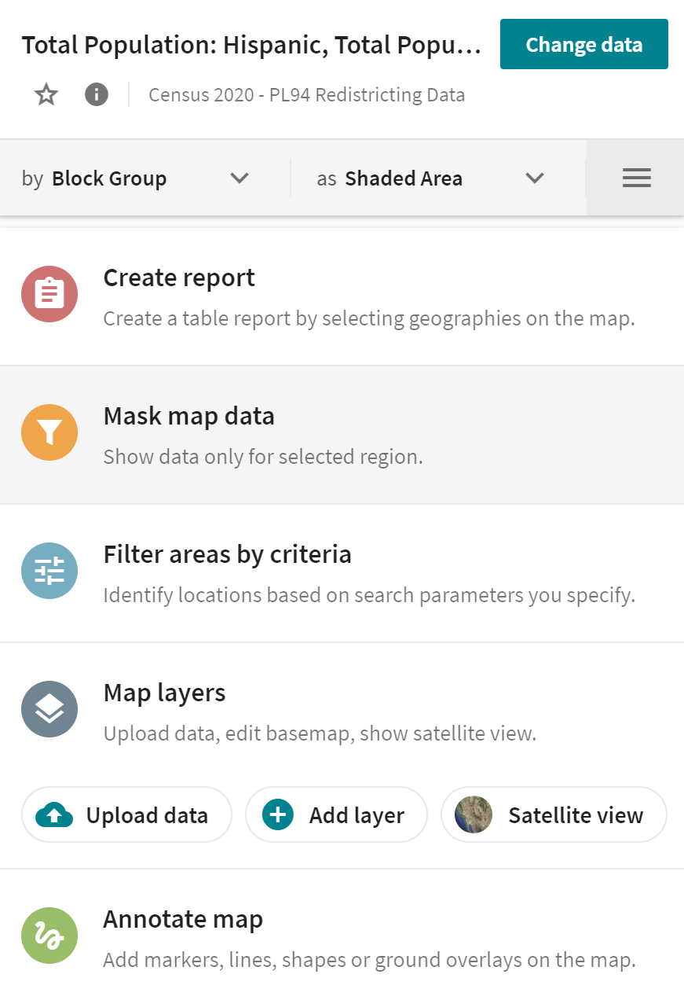 Total Population: Hispanic, Total Popu...
Change data
Census 2020 - PL94 Redistricting Data
by Block Group
as Shaded Area
Create report
Create a table report by selecting geographies on the map.
Mask map data
Show data only for selected region.
Filter areas by criteria
Identify locations based on search parameters you specify.
Map layers
Upload data, edit basemap, show satellite view.
Upload data
Add layer
Satellite view
Annotate map
Add markers, lines, shapes or ground overlays on the map.